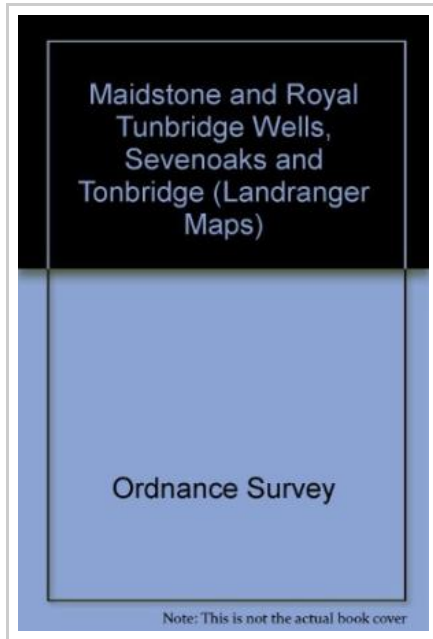 Maidstone and Royal
Tunbridge Wells,
Sevenoaks and
Tonbridge (Landranger
Maps)
Ordnance Survey
Note: This is not the actual book cover